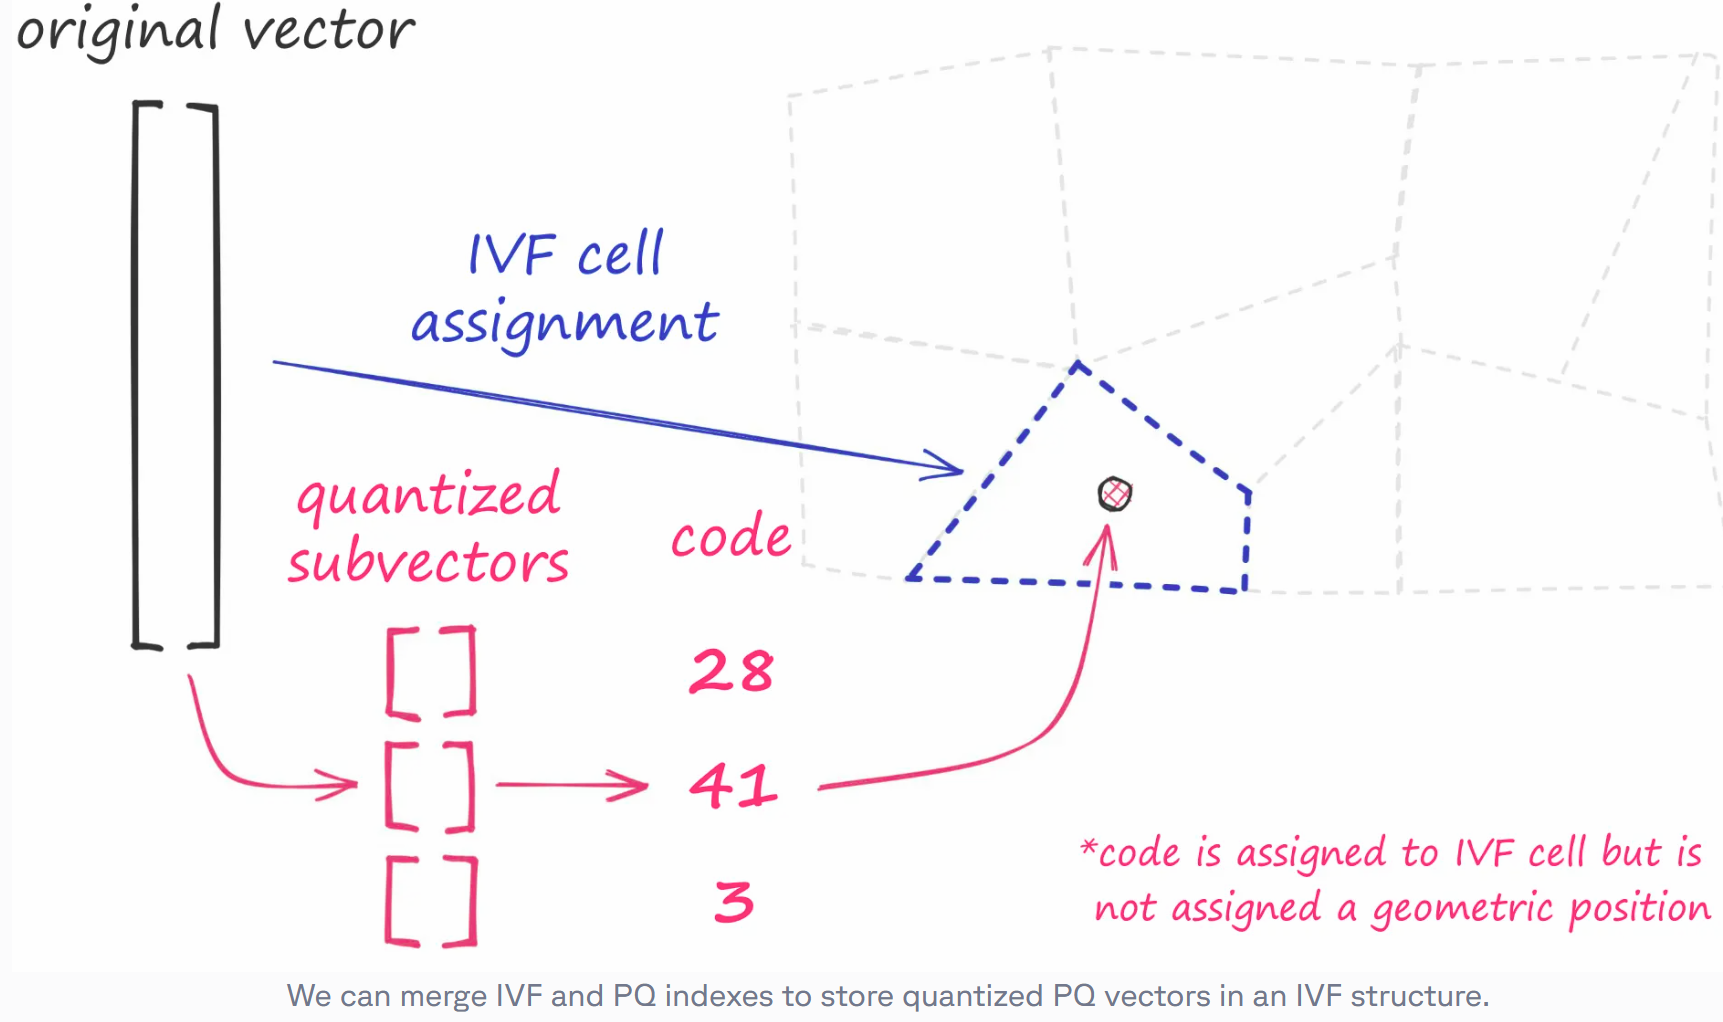 original vector
IVF cell
assignment
quantized
subvectors
code
28
41
3
*code is assigned to IVF cell but is
not assigned a geometric position
We can merge IVF and PQ indexes to store quantized PQ vectors in an IVF structure.